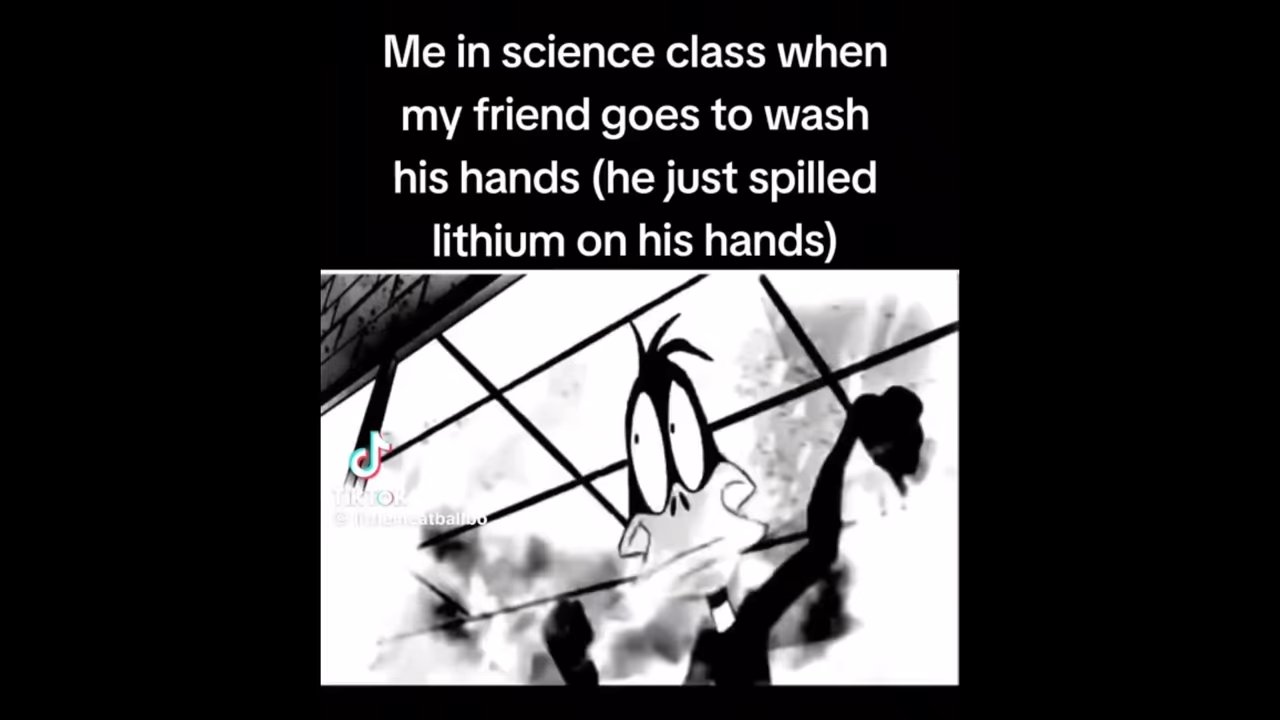 Me in science class when
my friend goes to wash
his hands (he just spilled
lithium on his hands)
TikTok